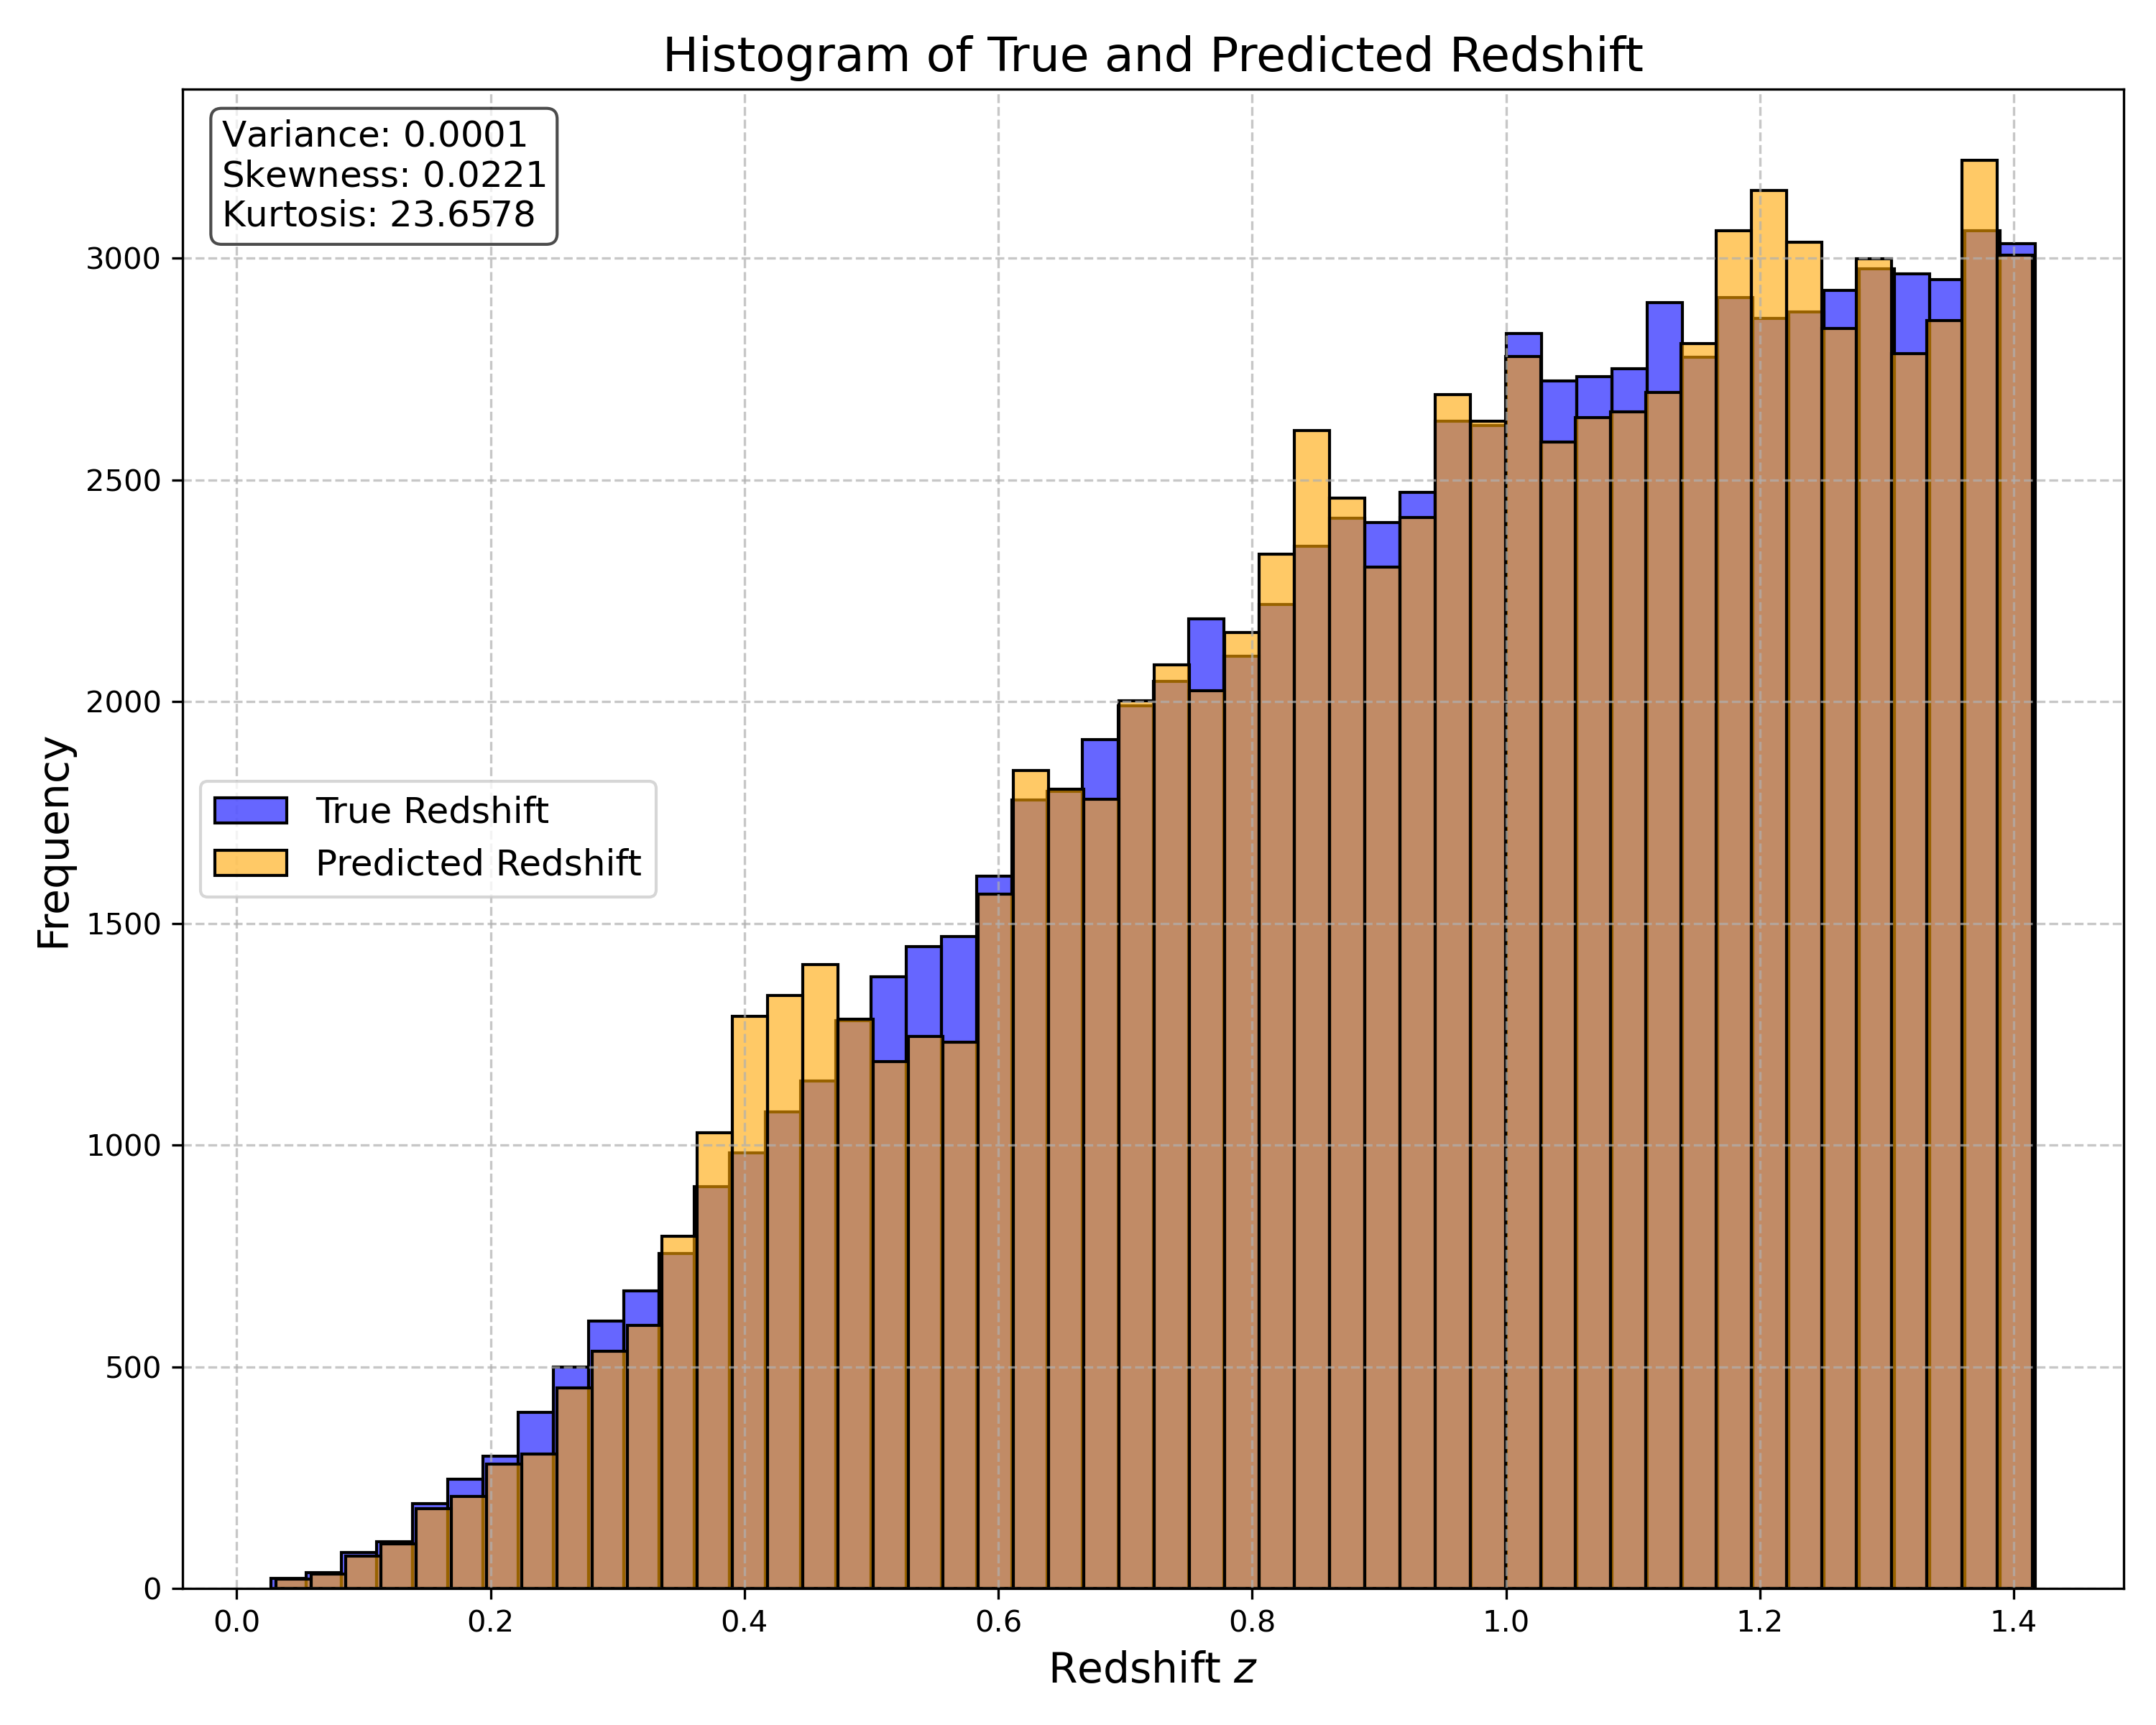 Histogram of True and Predicted Redshift
Variance: 0.0001
Skewness: 0.0221
Kurtosis: 23.6578
3000
2500
2000
1500
1000
500
0
Frequency
True Redshift
Predicted Redshift
0.0 0.2 0.4 0.6 0.8 1.0 1.2 1.4
Redshift z